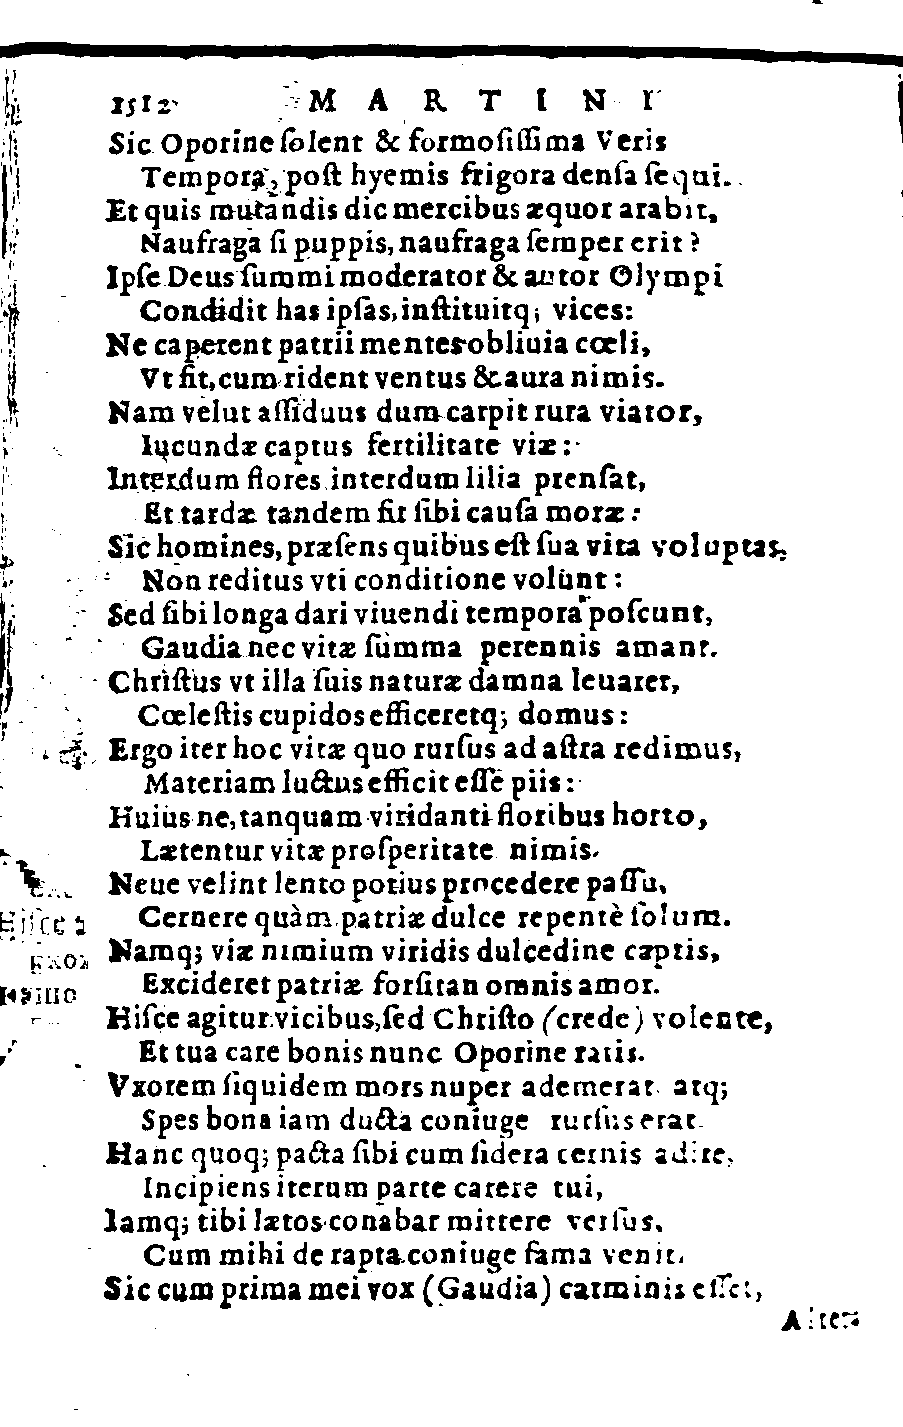 1512 MARTINI
Sic Oporine ſolent & formoſiſſima Veris
Tempora, poſt hyemis frigora denſa ſequi.
Et quis mutandis dic mercibus æquor arabit,
Naufraga ſi puppis, naufraga ſemper erit?
Ipſe Deus ſummi moderator & autor Olympi
Condidit has ipſas, inſtituitq; vices:
Ne caperent patrii mentes obliuia cœli,
Vt fit, cum rident ventus & aura nimis.
Nam velut aſſiduus dum carpit rura viator,
Iucundæ captus fertilitate viæ:
Interdum flores interdum lilia prenſat,
Et tardæ tandem fit ſibi cauſa moræ:
Sic homines, præſens quibus eſt ſua vita voluptas,
Non reditus vti conditione volunt:
Sed ſibi longa dari viuendi tempora poſcunt,
Gaudia nec vitæ ſumma perennis amant.
Chriſtus vt illa ſuis naturæ damna leuaret,
Cœleſtis cupidos efficeretq; domus:
Ergo iter hoc vitæ quo rurſus ad aſtra redimus,
Materiam luctus efficit eſſe piis:
Huius ne, tanquam viridanti floribus horto,
Lætentur vitæ proſperitate nimis.
Neue velint lento potius procedere paſſu,
Cernere quàm patriæ dulce repentè ſolum.
Namq; viæ nimium viridis dulcedine captis,
Excideret patriæ forſitan omnis amor.
Hiſce agitur vicibus, ſed Chriſto (crede) volente,
Et tua care bonis nunc Oporine ratis.
Vxorem ſiquidem mors nuper ademerat atq;
Spes bona iam ducta coniuge rurſus erat.
Hanc quoq; pacta ſibi cum ſidera cernis adire,
Incipiens iterum parte carere tui,
Iamq; tibi lætos conabar mittere verſus,
Cum mihi de rapta coniuge fama venit.
Sic cum prima mei vox (Gaudia) carminis eſſet,
Altera